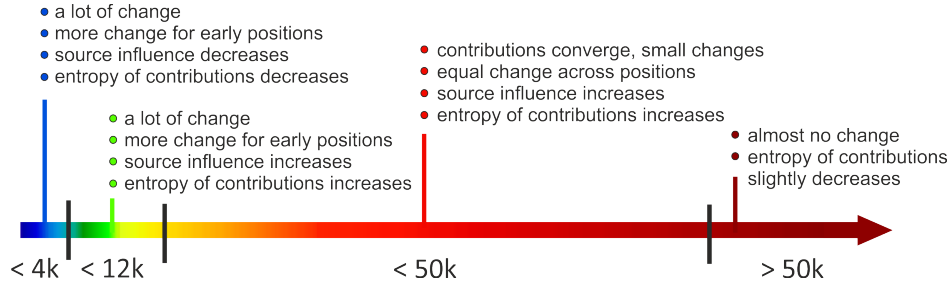 a lot of change
more change for early positions
source influence decreases
entropy of contributions decreases
a lot of change
more change for early positions
source influence increases
entropy of contributions increases
contributions converge, small changes
equal change across positions
source influence increases
entropy of contributions increases
almost no change
entropy of contributions
slightly decreases
< 4k
< 12k
< 50k
> 50k